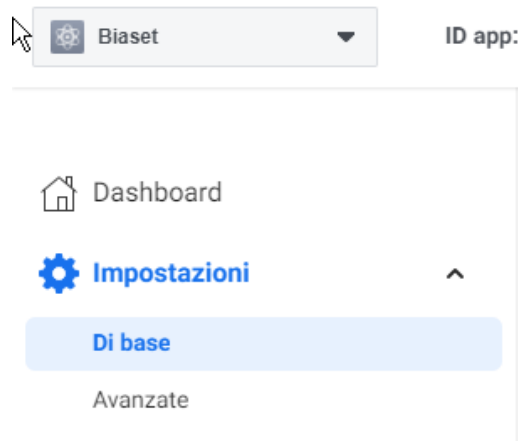 Biaset ID app:
Dashboard
Impostazioni
Di base
Avanzate